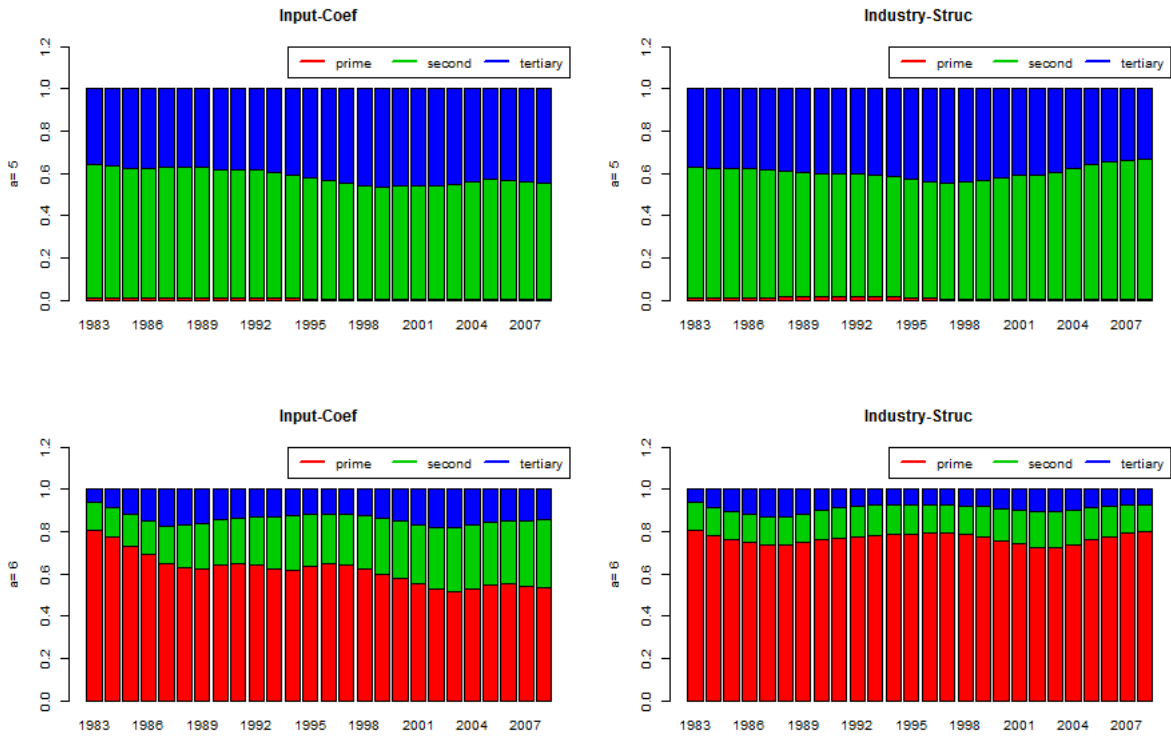 Input-Coef
prime second tertiary
a= 5
0.0 0.2 0.4 0.6 0.8 1.0 1.2
1983 1986 1989 1992 1995 1998 2001 2004 2007
Industry-Struc
prime second tertiary
a= 5
0.0 0.2 0.4 0.6 0.8 1.0 1.2
1983 1986 1989 1992 1995 1998 2001 2004 2007
Input-Coef
prime second tertiary
a= 6
0.0 0.2 0.4 0.6 0.8 1.0 1.2
1983 1986 1989 1992 1995 1998 2001 2004 2007
Industry-Struc
prime second tertiary
a= 6
0.0 0.2 0.4 0.6 0.8 1.0 1.2
1983 1986 1989 1992 1995 1998 2001 2004 2007